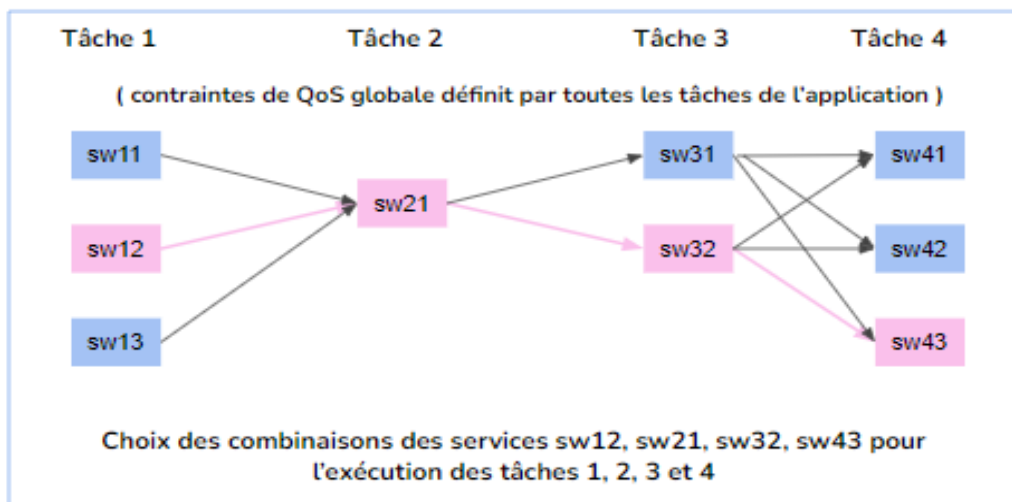 Tâche 1 Tâche 2 Tâche 3 Tâche 4
( contraintes de QoS globale définit par toutes les tâches de l'application )
sw11 sw31 sw41
sw21
sw12 sw32 sw42
sw13 sw43
Choix des combinaisons des services sw12, sw21, sw32, sw43 pour
l'exécution des tâches 1, 2, 3 et 4